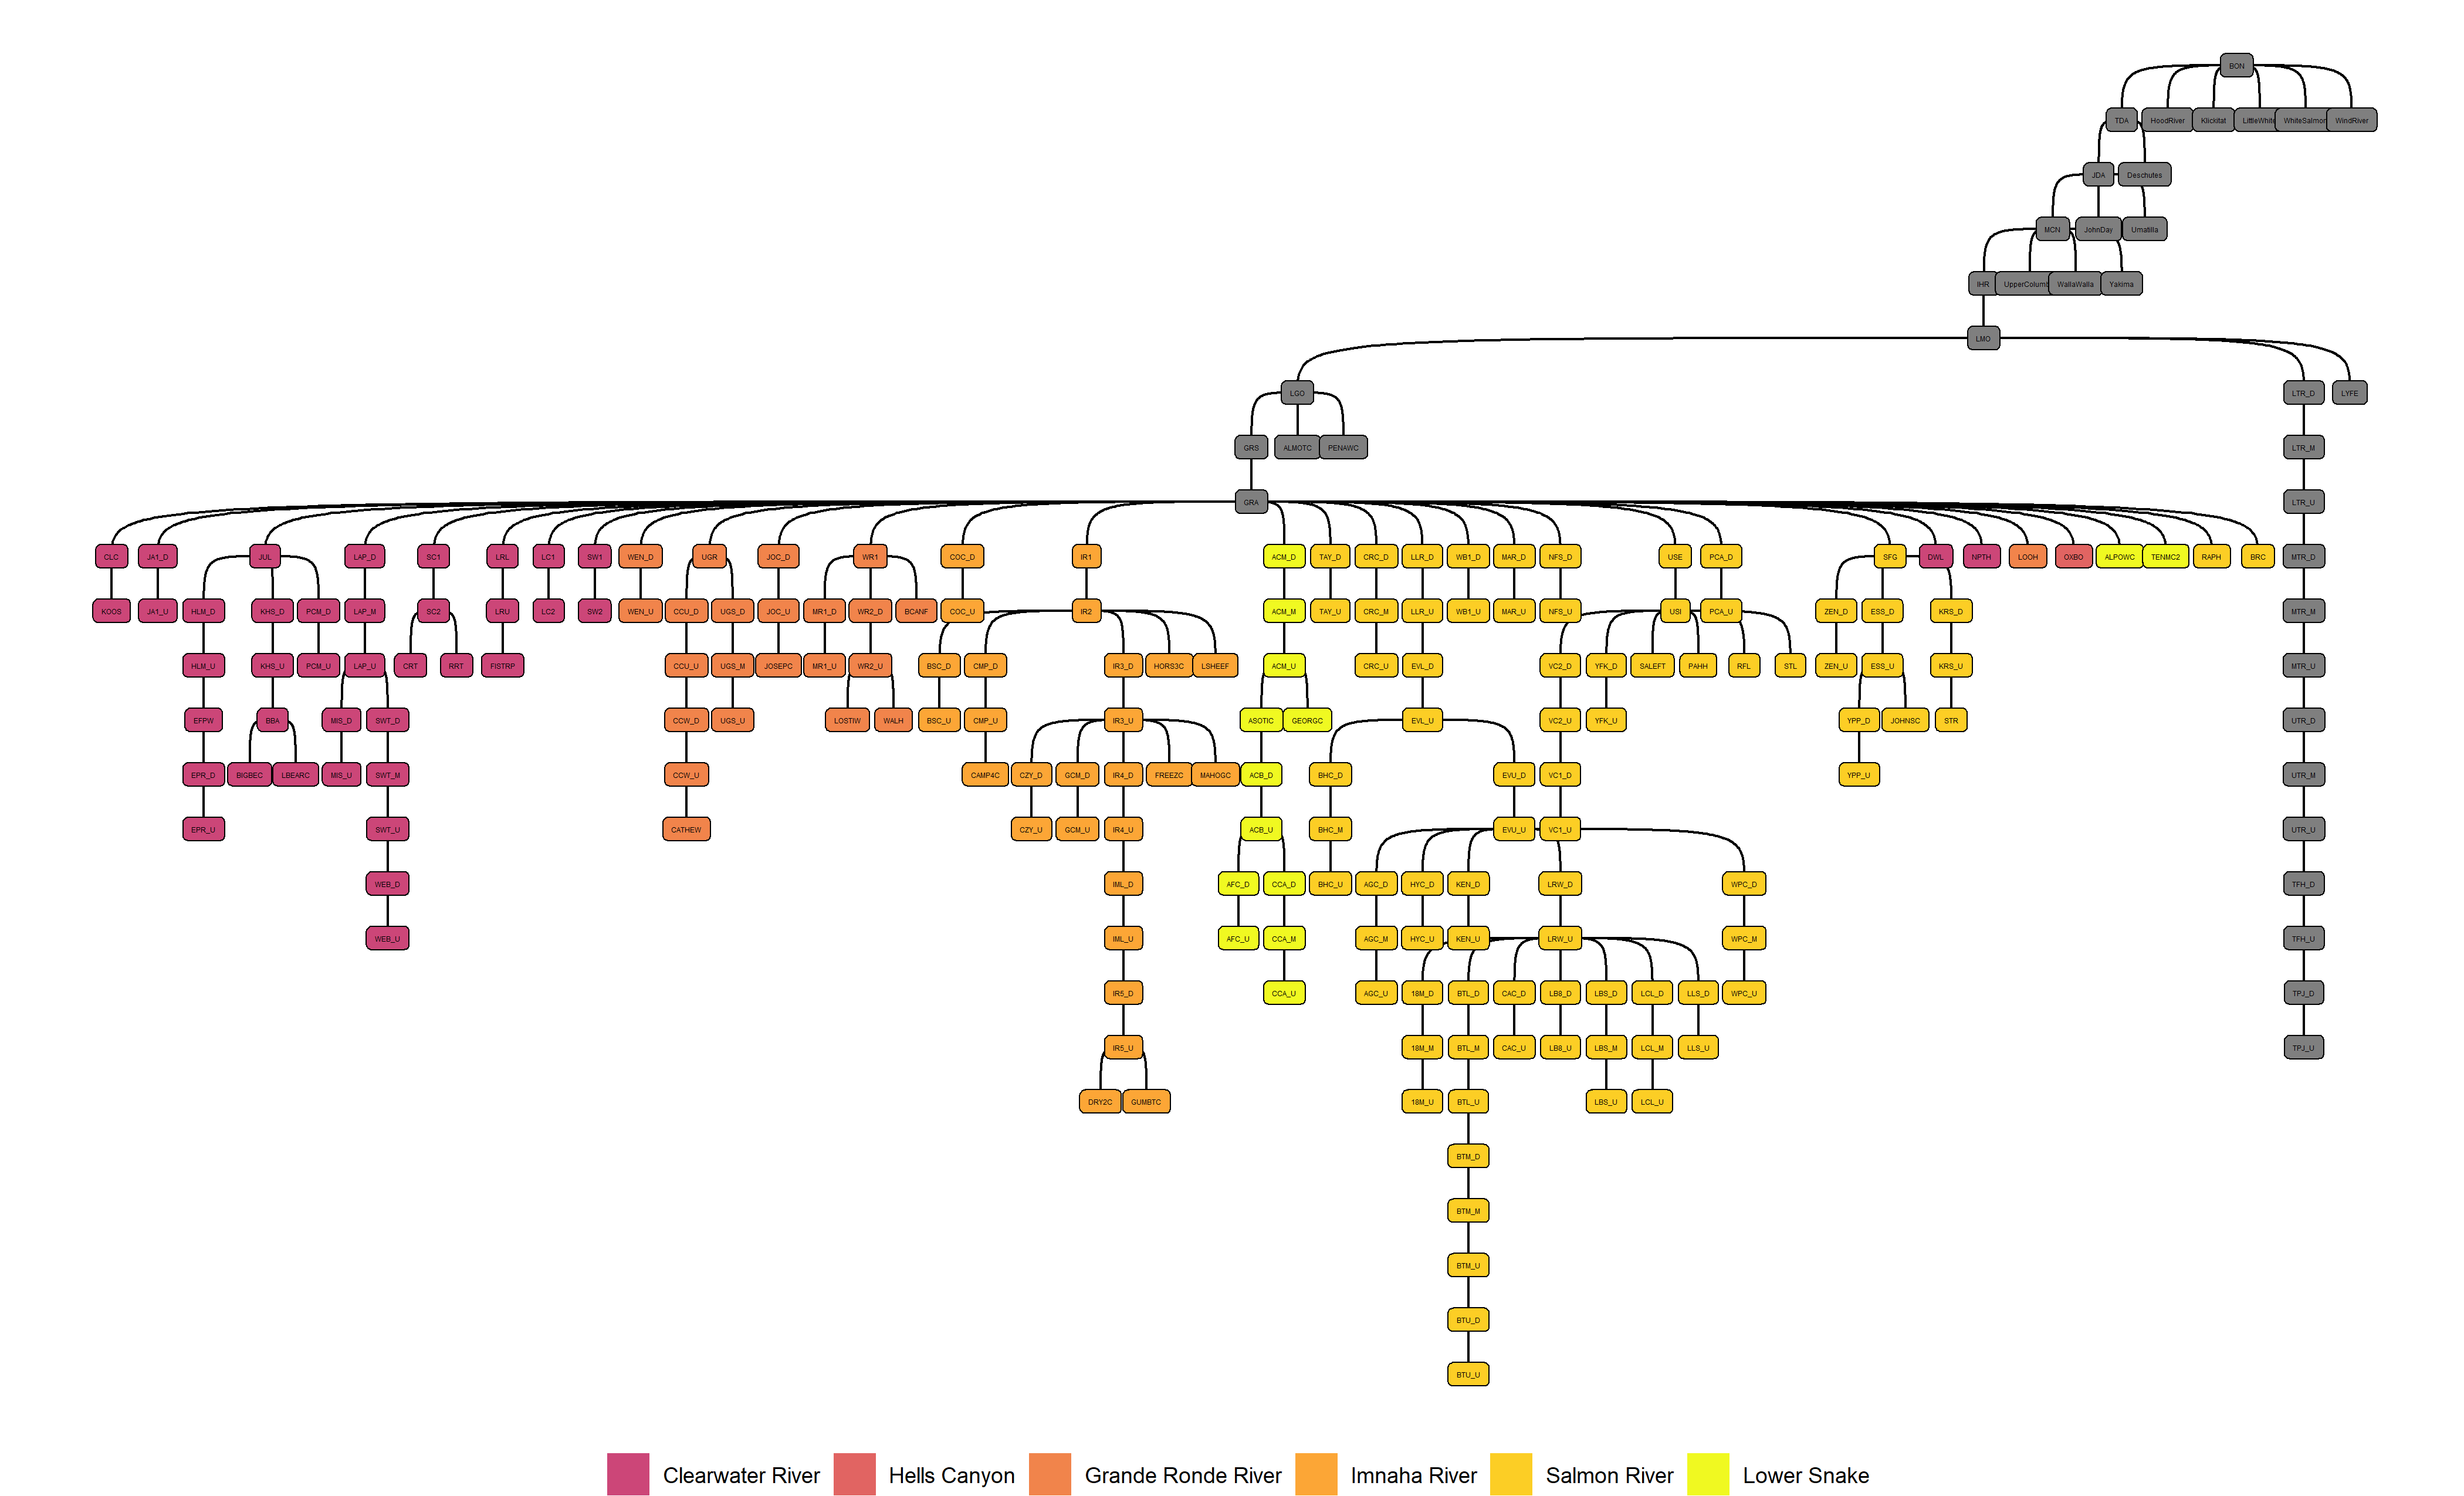 BON
TDA HoodRiver Klickitat LittleWhite WhiteSalmon WindRiver
JDA Deschutes
MCN JohnDay Umatilla
IHR UpperColumb WallaWalla Yakima
LMO
LGO LTR_D LYFE
GRS ALMOTC PENAWC LTR_M
GRA LTR_U
CLC JA1_D JUL LAP_D SC1 LRL LC1 SW1 WEN_D UGR JOC_D WR1 COC_D IR1 ACM_D TAY_D CRC_D LLR_D WB1_D MAR_D NFS_D USE PCA_D SFG DWL NPTH LOOH OXBO ALPOWC TENMC2 RAPH BRC MTR_D
KOOS JA1_U HLM_D KHS_D PCM_D LAP_M SC2 LRU LC2 SW2 WEN_U CCU_D UGS_D JOC_U MR1_D WR2_D BCANF COC_U IR2 ACM_M TAY_U CRC_M LLR_U WB1_U MAR_U NFS_U USI PCA_U ZEN_D ESS_D KRS_D MTR_M
HLM_U KHS_U PCM_U LAP_U CRT RRT FISTRP CCU_U UGS_M JOSEPC MR1_U WR2_U BSC_D CMP_D IR3_D HORS3C LSHEEF ACM_U CRC_U EVL_D VC2_D YFK_D SALEFT PAHH RFL STL ZEN_U ESS_U KRS_U MTR_U
EFPW BBA MIS_D SWT_D CCW_D UGS_U LOSTIW WALH BSC_U CMP_U IR3_U ASOTIC GEORGC EVL_U VC2_U YFK_U YPP_D JOHNSC STR UTR_D
EPR_D BIGBEC LBEARC MIS_U SWT_M CCW_U CAMP4C CZY_D GCM_D IR4_D FREEZC MAHOGC ACB_D BHC_D EVU_D VC1_D YPP_U UTR_M
EPR_U SWT_U CATHEW CZY_U GCM_U IR4_U ACB_U BHC_M EVU_U VC1_U UTR_U
WEB_D IML_D AFC_D CCA_D BHC_U AGC_D HYC_D KEN_D LRW_D WPC_D TFH_D
WEB_U IML_U AFC_U CCA_M AGC_M HYC_U KEN_U LRW_U WPC_M TFH_U
IR5_D CCA_U AGC_U 18M_D BTL_D CAC_D LB8_D LBS_D LCL_D LLS_D WPC_U TPJ_D
IR5_U 18M_M BTL_M CAC_U LB8_U LBS_M LCL_M LLS_U TPJ_U
DRY2C GUMBTC 18M_U BTL_U LBS_U LCL_U
BTM_D
BTM_M
BTM_U
BTU_D
BTU_U
Clearwater River Hells Canyon Grande Ronde River Imnaha River Salmon River Lower Snake